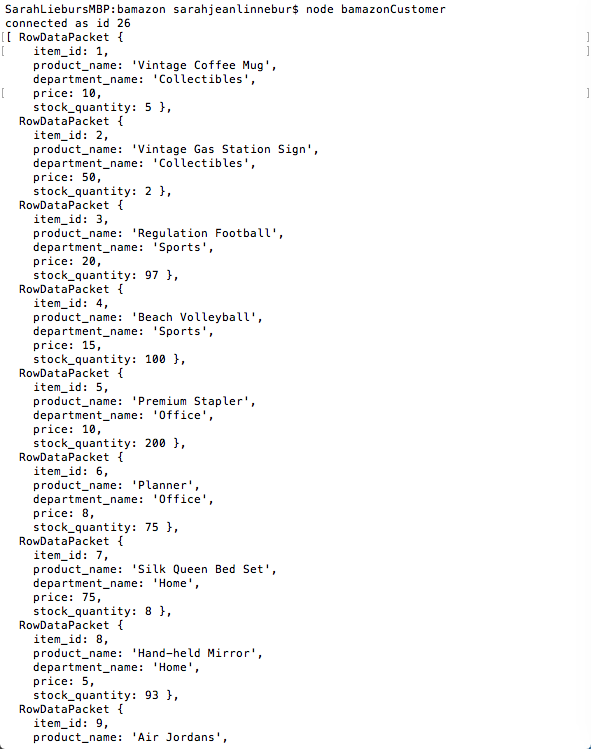 SarahLiebursMBP:bamazon sarahjeanlinnebur$ node bamazonCustomer
connected as id 26
[[ RowDataPacket { ]
[ item_id: 1, ]
product_name: 'Vintage Coffee Mug',
department_name: 'Collectibles',
[ price: 10, ]
stock_quantity: 5 },
RowDataPacket {
item_id: 2,
product_name: 'Vintage Gas Station Sign',
department_name: 'Collectibles',
price: 50,
stock_quantity: 2 },
RowDataPacket {
item_id: 3,
product_name: 'Regulation Football',
department_name: 'Sports',
price: 20,
stock_quantity: 97 },
RowDataPacket {
item_id: 4,
product_name: 'Beach Volleyball',
department_name: 'Sports',
price: 15,
stock_quantity: 100 },
RowDataPacket {
item_id: 5,
product_name: 'Premium Stapler',
department_name: 'Office',
price: 10,
stock_quantity: 200 },
RowDataPacket {
item_id: 6,
product_name: 'Planner',
department_name: 'Office',
price: 8,
stock_quantity: 75 },
RowDataPacket {
item_id: 7,
product_name: 'Silk Queen Bed Set',
department_name: 'Home',
price: 75,
stock_quantity: 8 },
RowDataPacket {
item_id: 8,
product_name: 'Hand-held Mirror',
department_name: 'Home',
price: 5,
stock_quantity: 93 },
RowDataPacket {
item_id: 9,
product_name: 'Air Jordans',